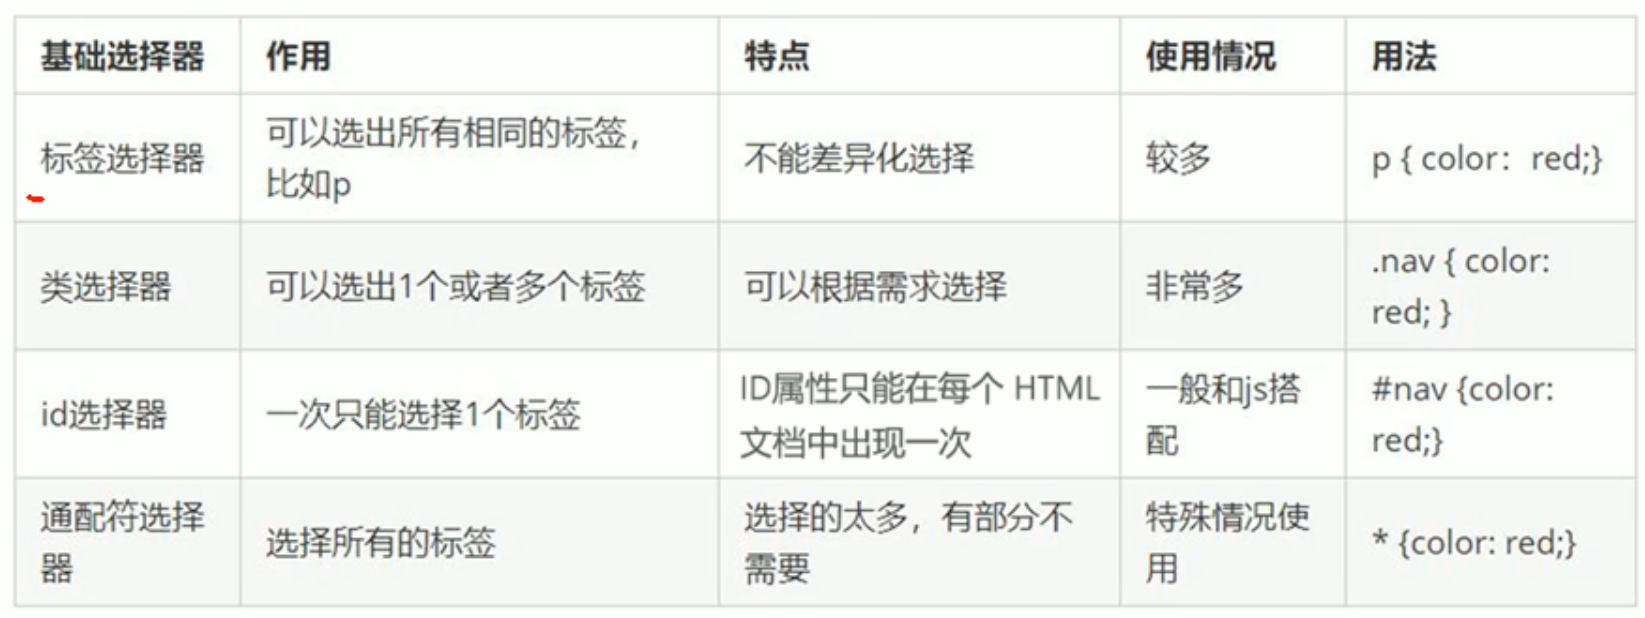 基础选择器 作用 特点 使用情况 用法
标签选择器 可以选出所有相同的标签，
比如p 不能差异化选择 较多 p { color：red;}
类选择器 可以选出1个或者多个标签 可以根据需求选择 非常多 .nav { color:
red; }
id选择器 一次只能选择1个标签 ID属性只能在每个 HTML
文档中出现一次 一般和js搭
配 #nav {color:
red;}
通配符选择
器 选择所有的标签 选择的太多，有部分不
需要 特殊情况使
用 * {color: red;}